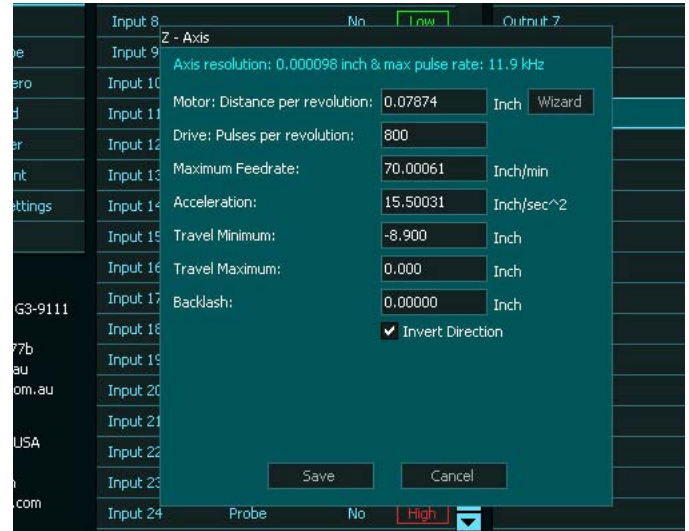 Input 8 No Low Output 7
Z - Axis
Input 9
Axis resolution: 0.000098 inch & max pulse rate: 11.9 kHz
Input 10
Motor: Distance per revolution: 0.07874 Inch Wizard
Input 11
Drive: Pulses per revolution: 800
Input 12
Maximum Feedrate: 70.00061 Inch/min
Input 13
Acceleration: 15.50031 Inch/sec^2
ettings Input 14
Travel Minimum: -8.900 Inch
Input 15
Travel Maximum: 0.000 Inch
Input 16
Backlash: 0.00000 Inch
G3-9111 Input 17
Invert Direction
Input 18
77b
Input 19
au
om.au Input 20
Input 21
USA
Input 22
Save Cancel
Input 23
.com
Input 24 Probe No High